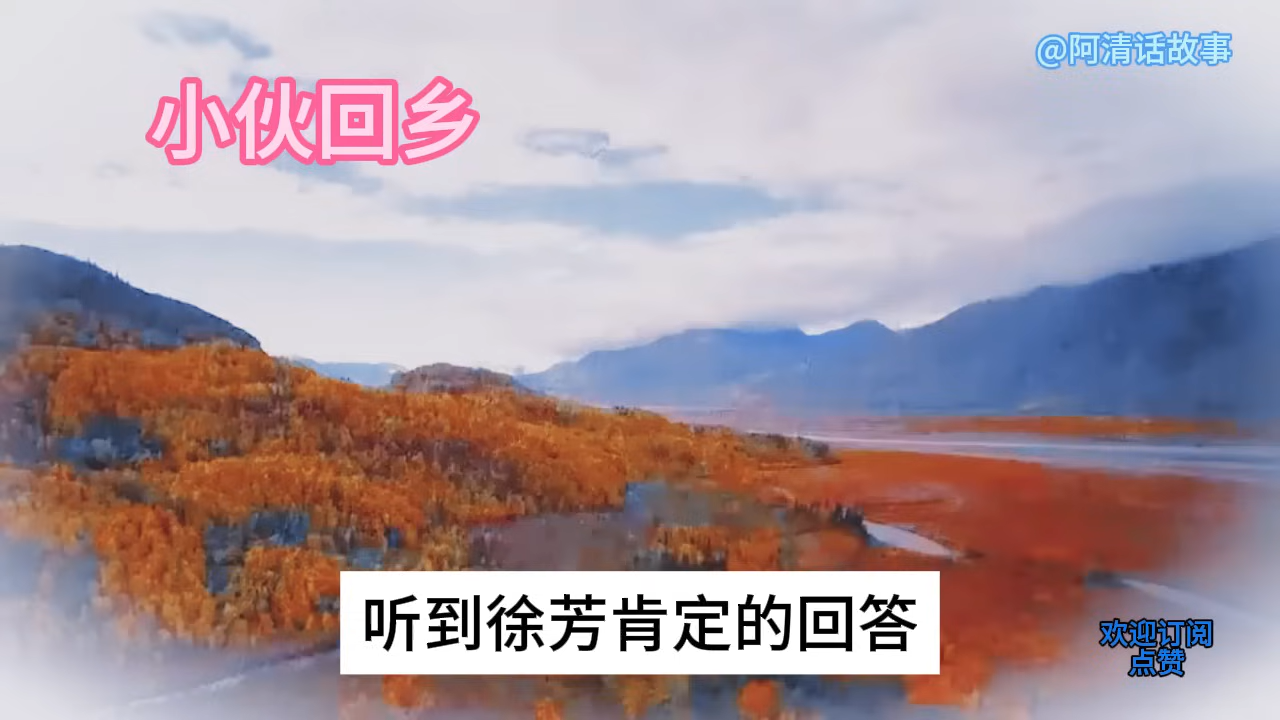 @阿清话故事
小伙回乡
听到徐芳肯定的回答
欢迎订阅
点赞